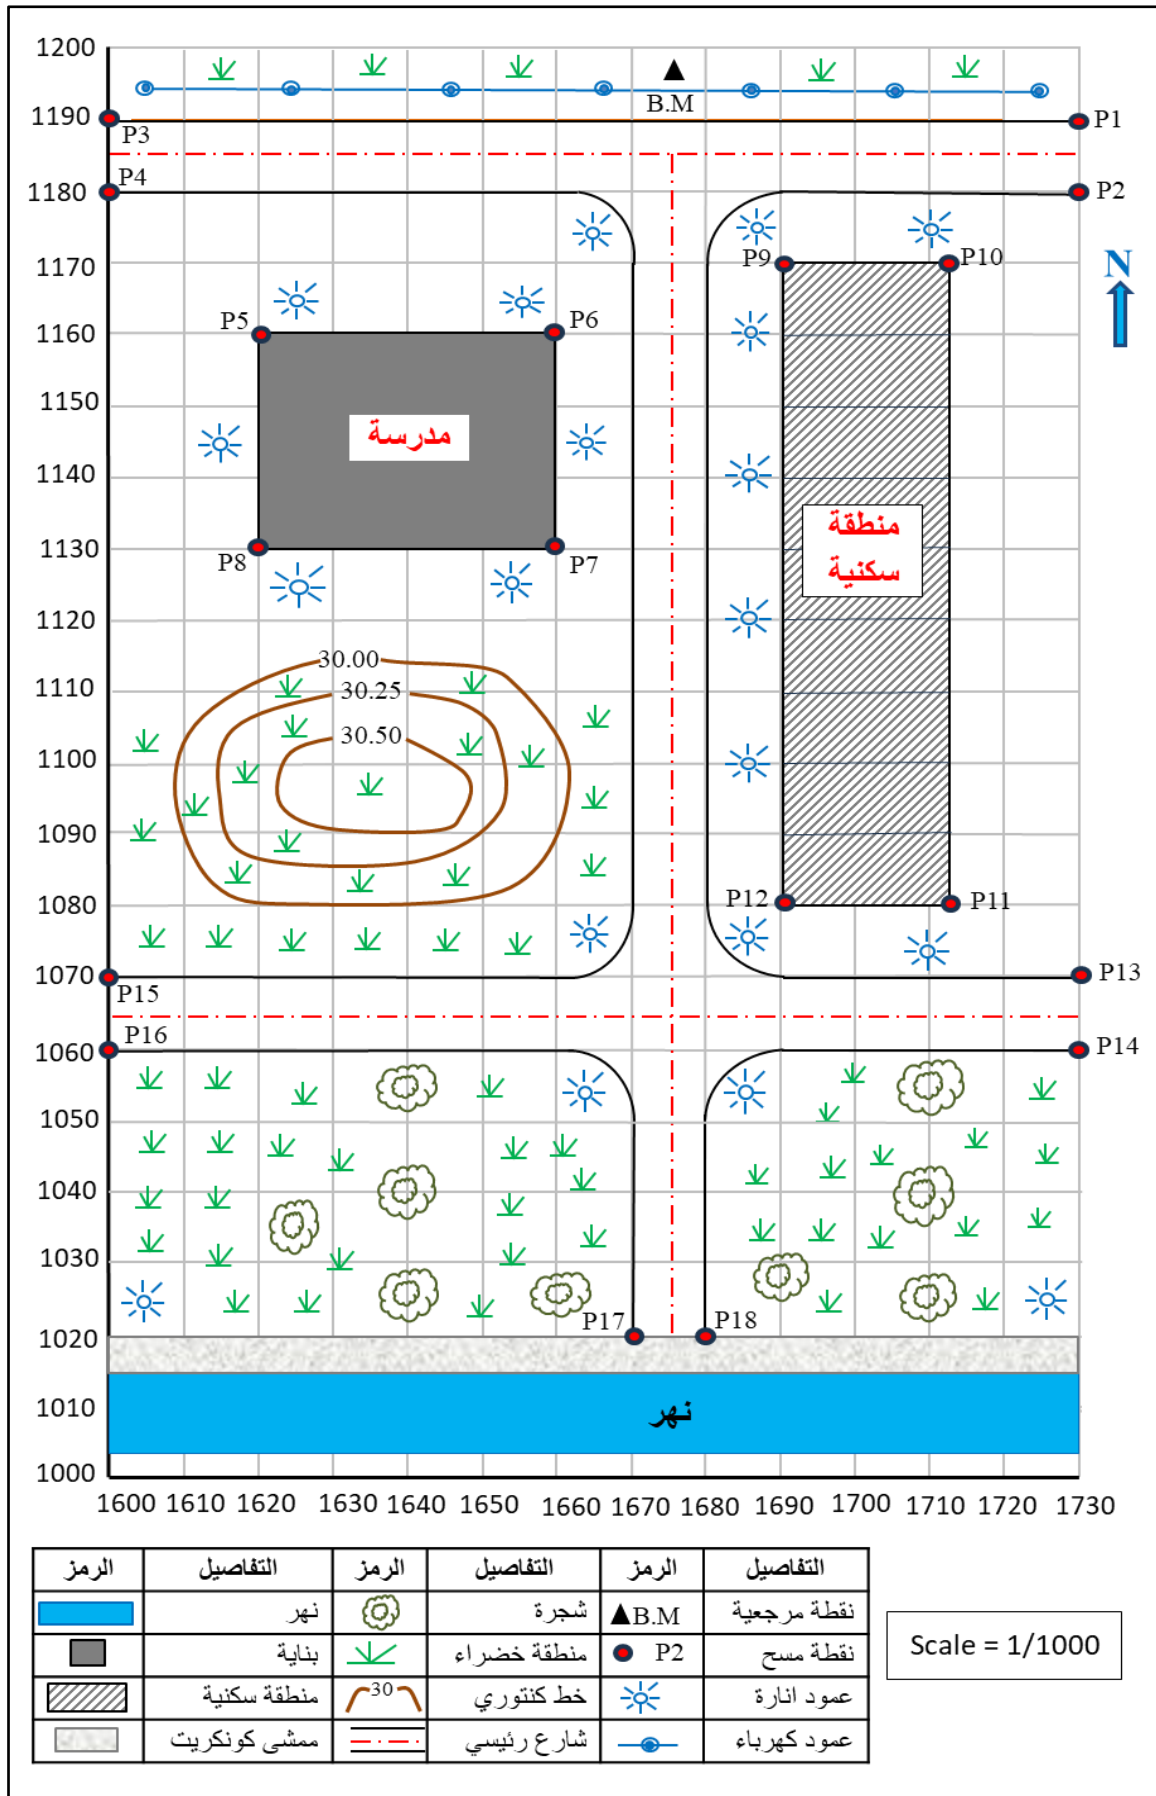 1200
B.M
1190
P3
P1
P4
1180
P2
N
1170
P9
P10
P5
P6
1160
1150
مدرسة
1140
منطقة
سكنية
1130
P8
P7
1120
30.00
1110
30.25
30.50
1100
1090
P12
P11
1080
1070
P15
P13
P16
1060
P14
1050
1040
1030
P17
P18
1020
1010
نهر
1000
1600 1610 1620 1630 1640 1650 1660 1670 1680 1690 1700 1710 1720 1730
التفاصيل الرمز التفاصيل الرمز التفاصيل الرمز
نقطة مرجعية B.M شجرة نهر
نقطة مسح P2 منطقة خضراء بناية
عمود انارة خط كنتوري 30 منطقة سكنية
عمود كهرباء شارع رئيسي ممشى كونكريت
Scale = 1/1000